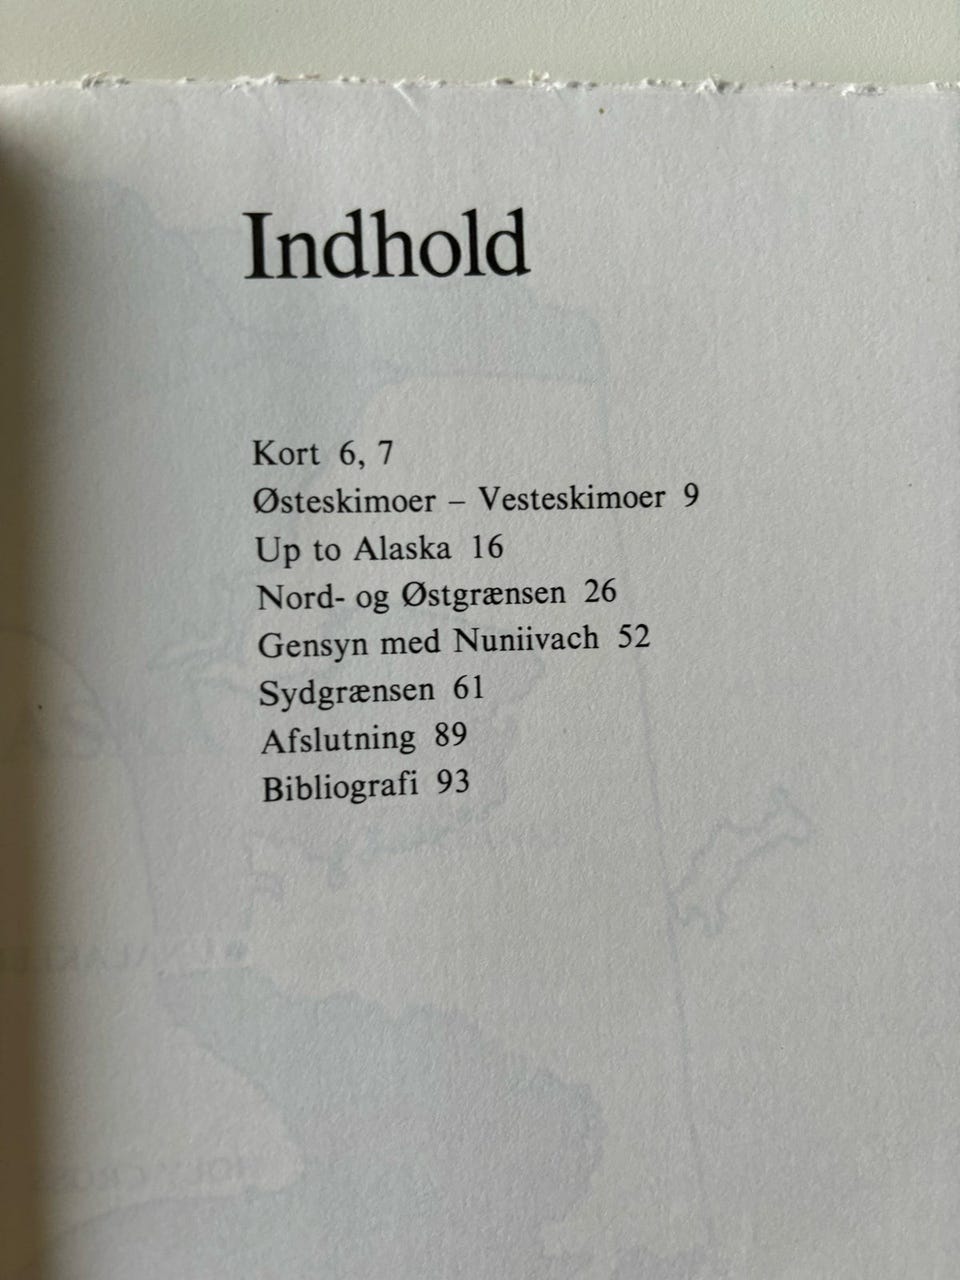 Indhold
Kort 6, 7
Østeskimoer – Vesteskimoer 9
Up to Alaska 16
Nord- og Østgrænsen 26
Gensyn med Nuniivach 52
Sydgrænsen 61
Afslutning 89
Bibliografi 93